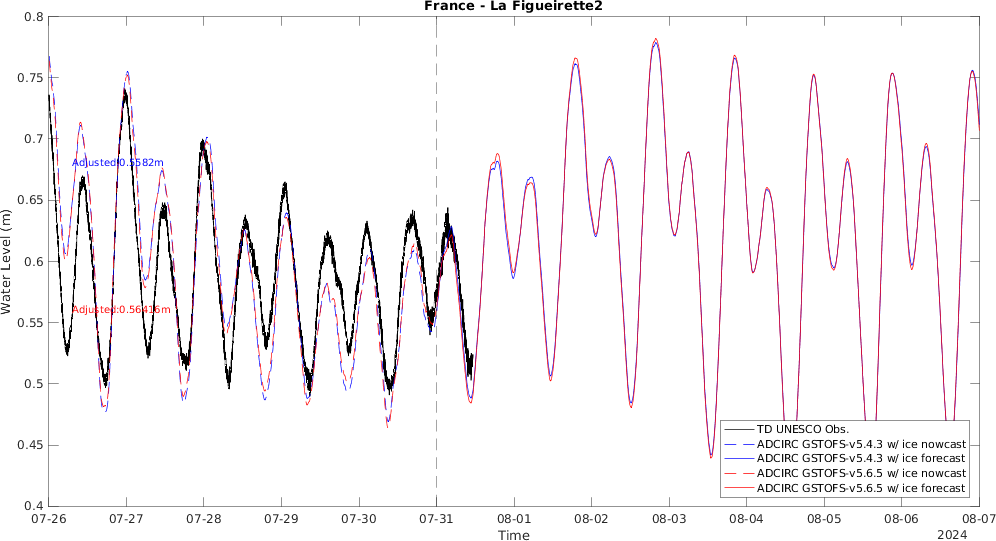 France - La Figueirette2
Water Level (m)
0.8
0.75
0.7
0.65
0.6
0.55
0.5
0.45
0.4
Adjusted:0.5582m
Adjusted:0.56416m
TD UNESCO Obs.
ADCIRC GSTOFS-v5.4.3 w/ ice nowcast
ADCIRC GSTOFS-v5.4.3 w/ ice forecast
ADCIRC GSTOFS-v5.6.5 w/ ice nowcast
ADCIRC GSTOFS-v5.6.5 w/ ice forecast
07-26 07-27 07-28 07-29 07-30 07-31 08-01 08-02 08-03 08-04 08-05 08-06 08-07
Time
2024